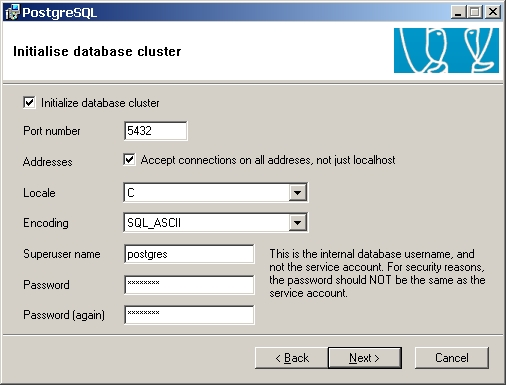 PostgreSQL
Initialise database cluster
Initialize database cluster
Port number 5432
Addresses Accept connections on all addreses, not just localhost
Locale C
Encoding SQL_ASCII
Superuser name postgres
This is the internal database username, and
not the service account. For security reasons,
the password should NOT be the same as the
service account.
Password ********
Password (again) ********
< Back Next > Cancel